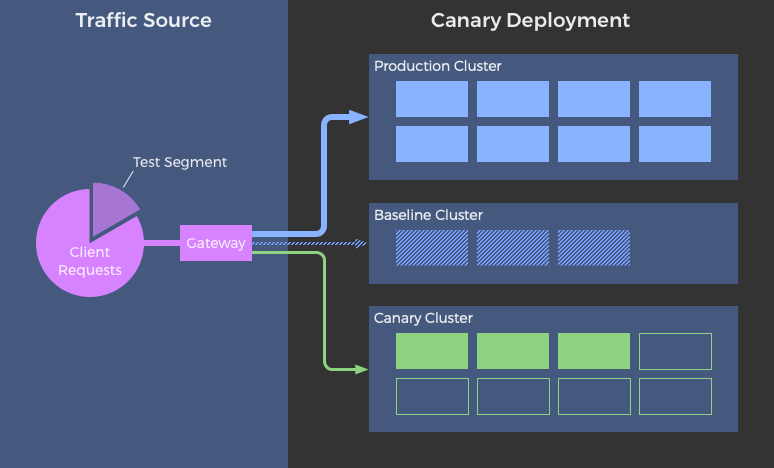 Traffic Source
Canary Deployment
Production Cluster
Test Segment
Baseline Cluster
Client
Requests
Gateway
Canary Cluster